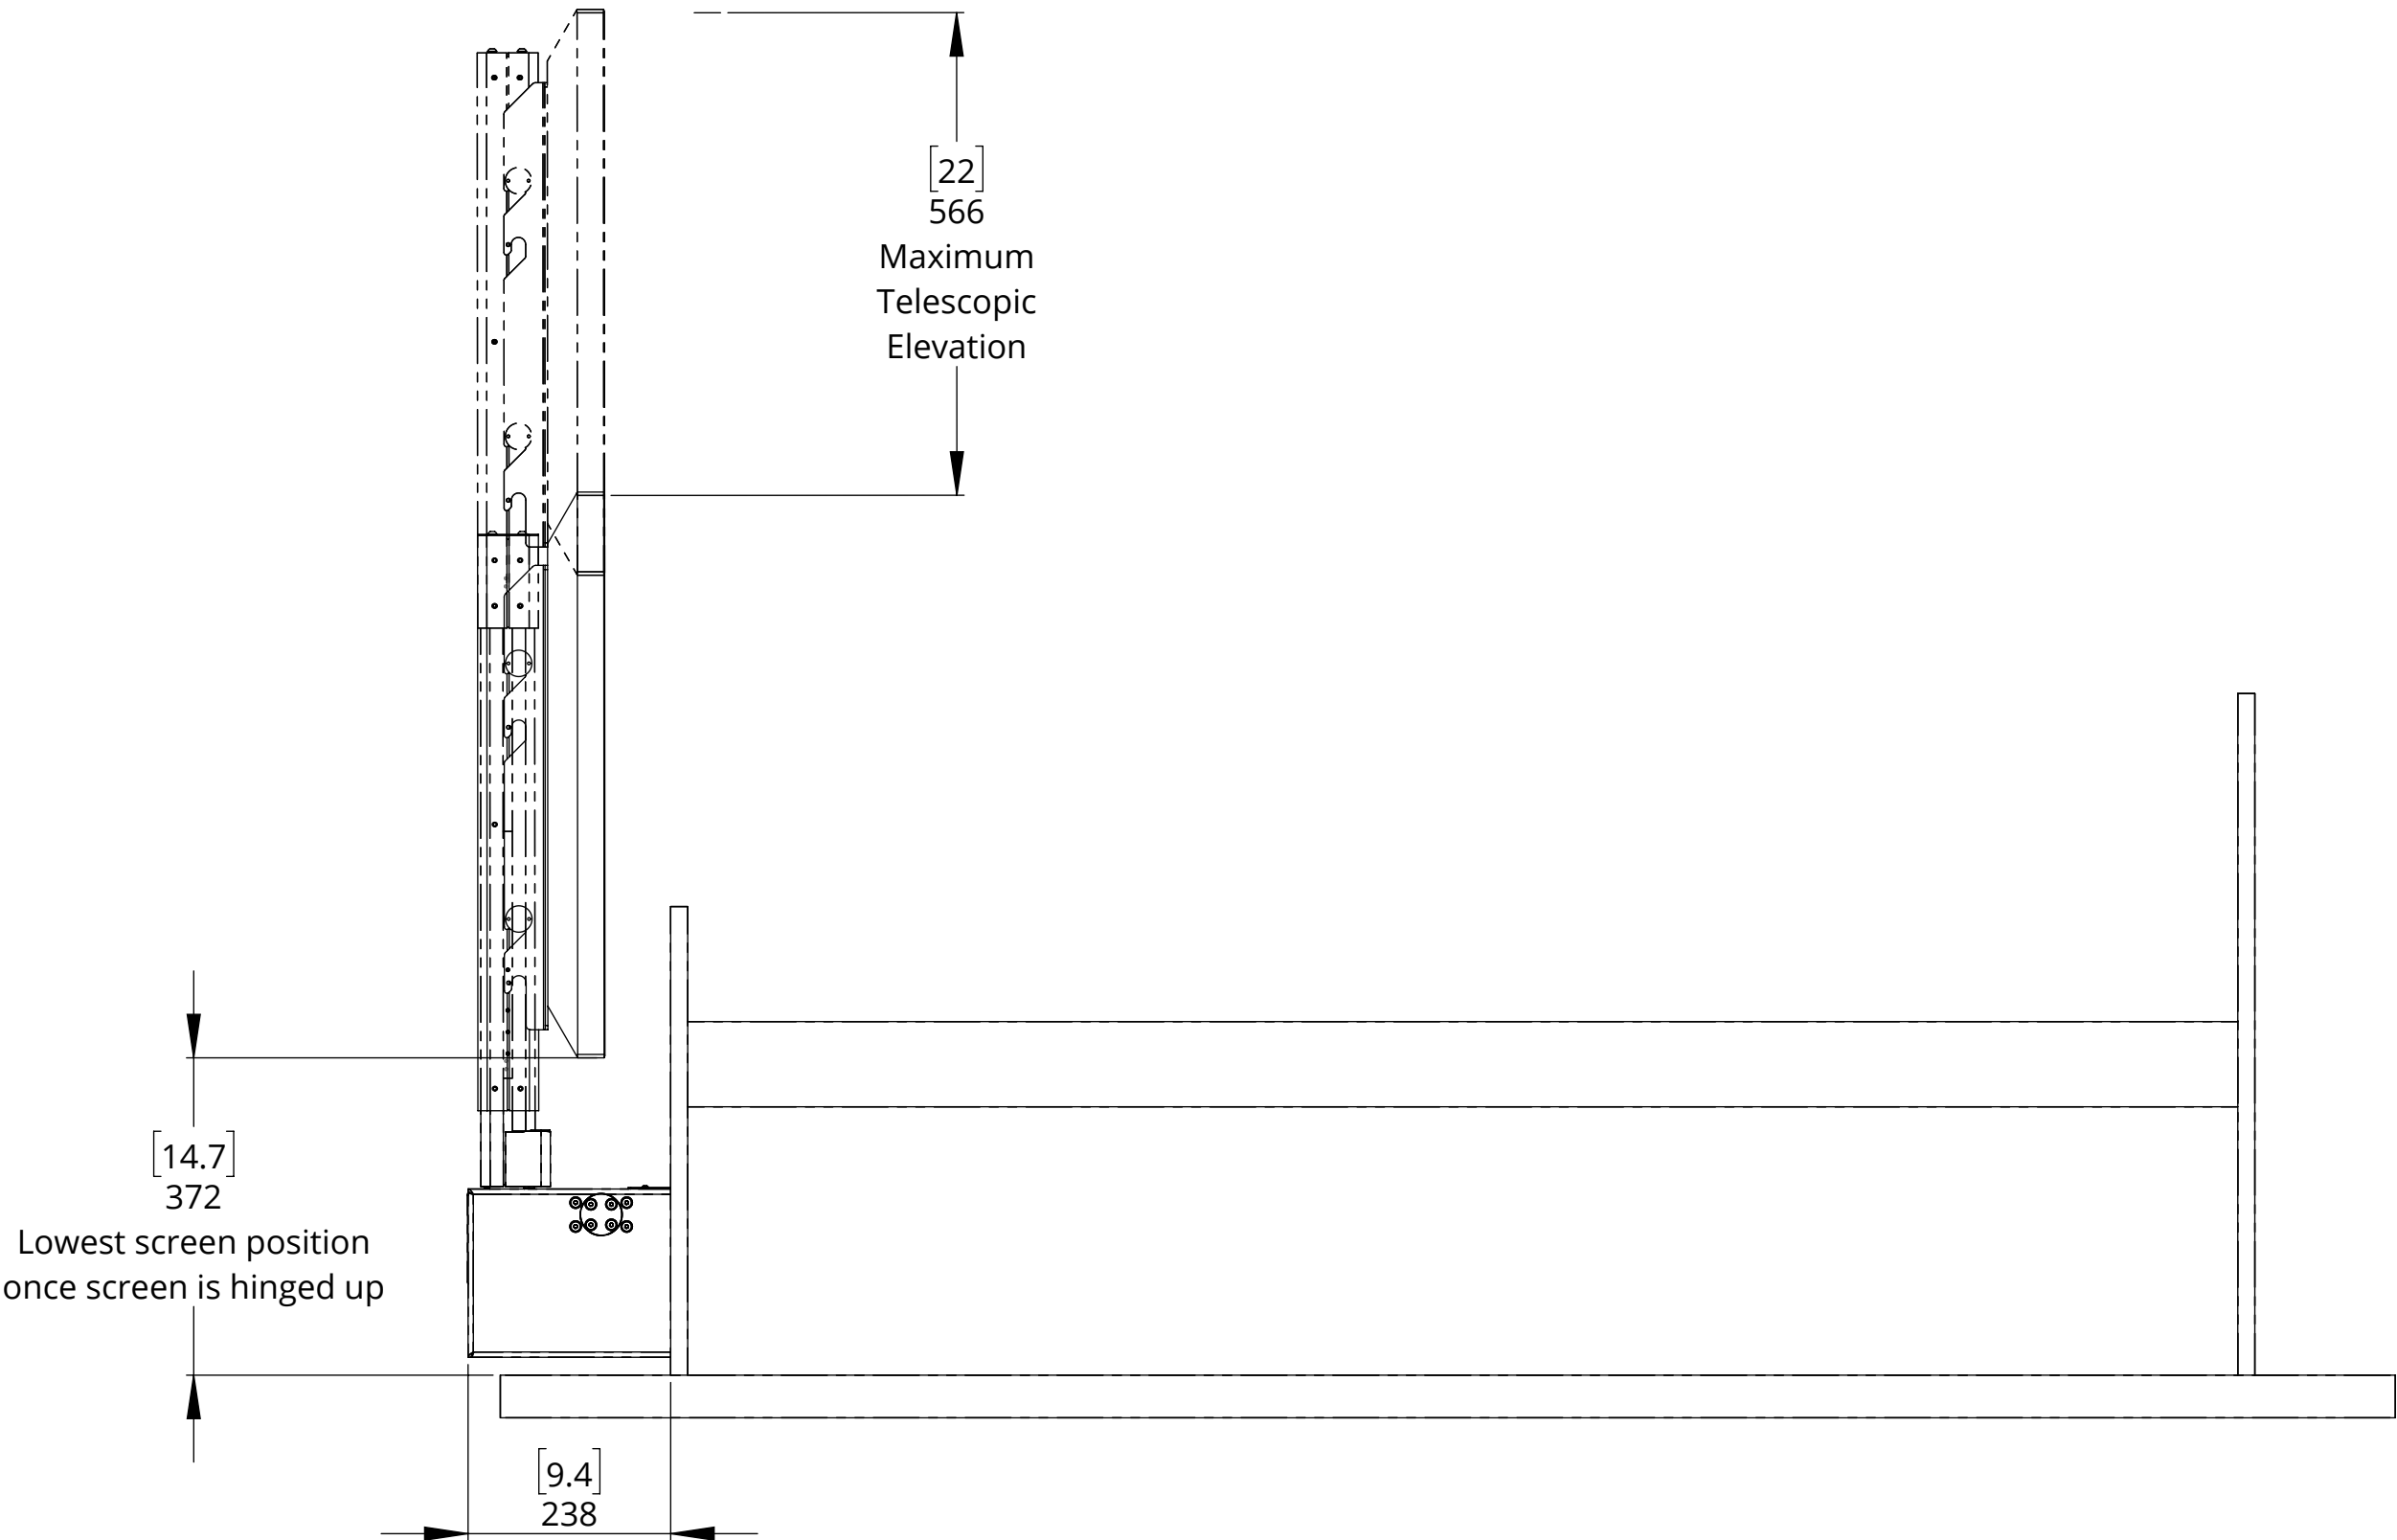 [22]
566
Maximum
Telescopic
Elevation
[14.7]
372
Lowest screen position
once screen is hinged up
[9.4]
238